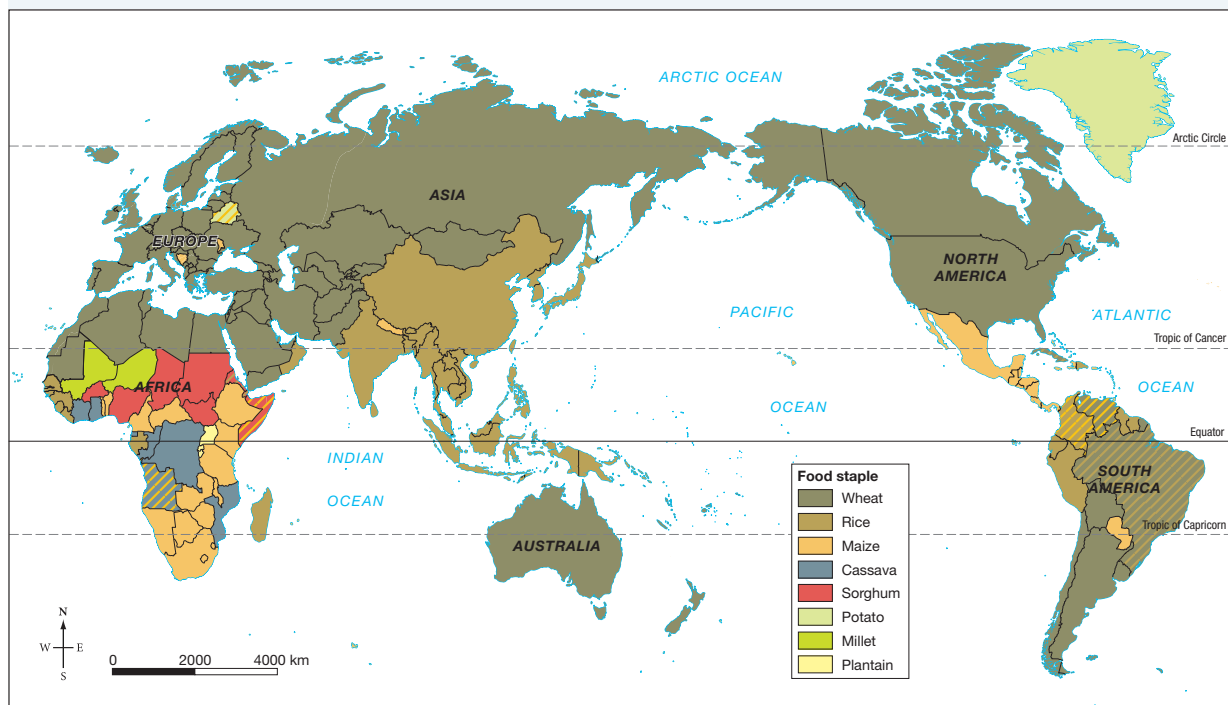 ARCTIC OCEAN
Arctic Circle
ASIA
EUROPE
NORTH
AMERICA
PACIFIC
ATLANTIC
Tropic of Cancer
AFRICA
OCEAN
OCEAN
Equator
INDIAN
OCEAN
SOUTH
AMERICA
Tropic of Capricorn
AUSTRALIA
Food staple
Wheat
Rice
Maize
Cassava
Sorghum
Potato
Millet
Plantain
N
W E
S
0 2000 4000 km